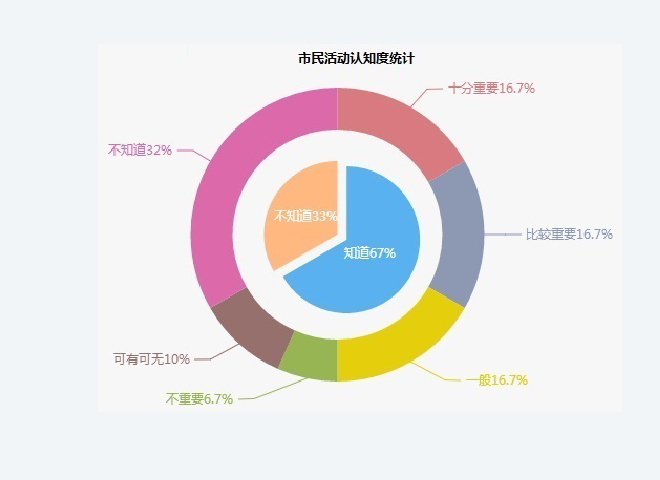 市民活动认知度统计
十分重要16.7%
不知道32%
不知道33%
比较重要16.7%
知道67%
可有可无10%
一般16.7%
不重要6.7%